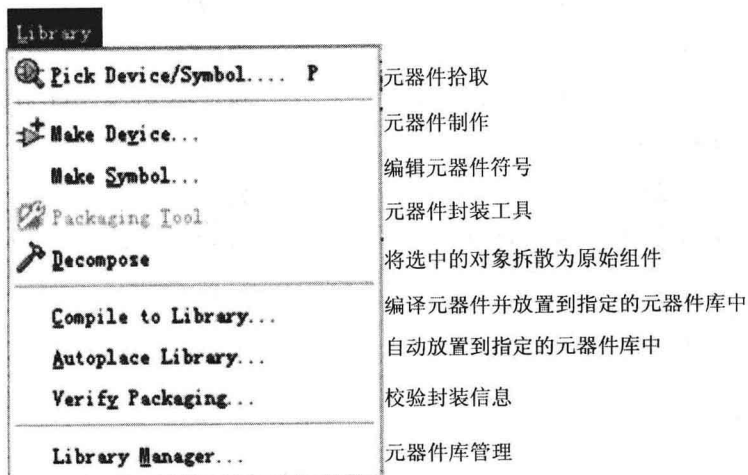 Library
Pick Device/Symbol.... P 元器件拾取
Make Device... 元器件制作
Make Symbol... 编辑元器件符号
Packaging Tool 元器件封装工具
Decompose 将选中的对象拆散为原始组件
Compile to Library... 编译元器件并放置到指定的元器件库中
Autoplace Library... 自动放置到指定的元器件库中
Verify Packaging... 校验封装信息
Library Manager... 元器件库管理